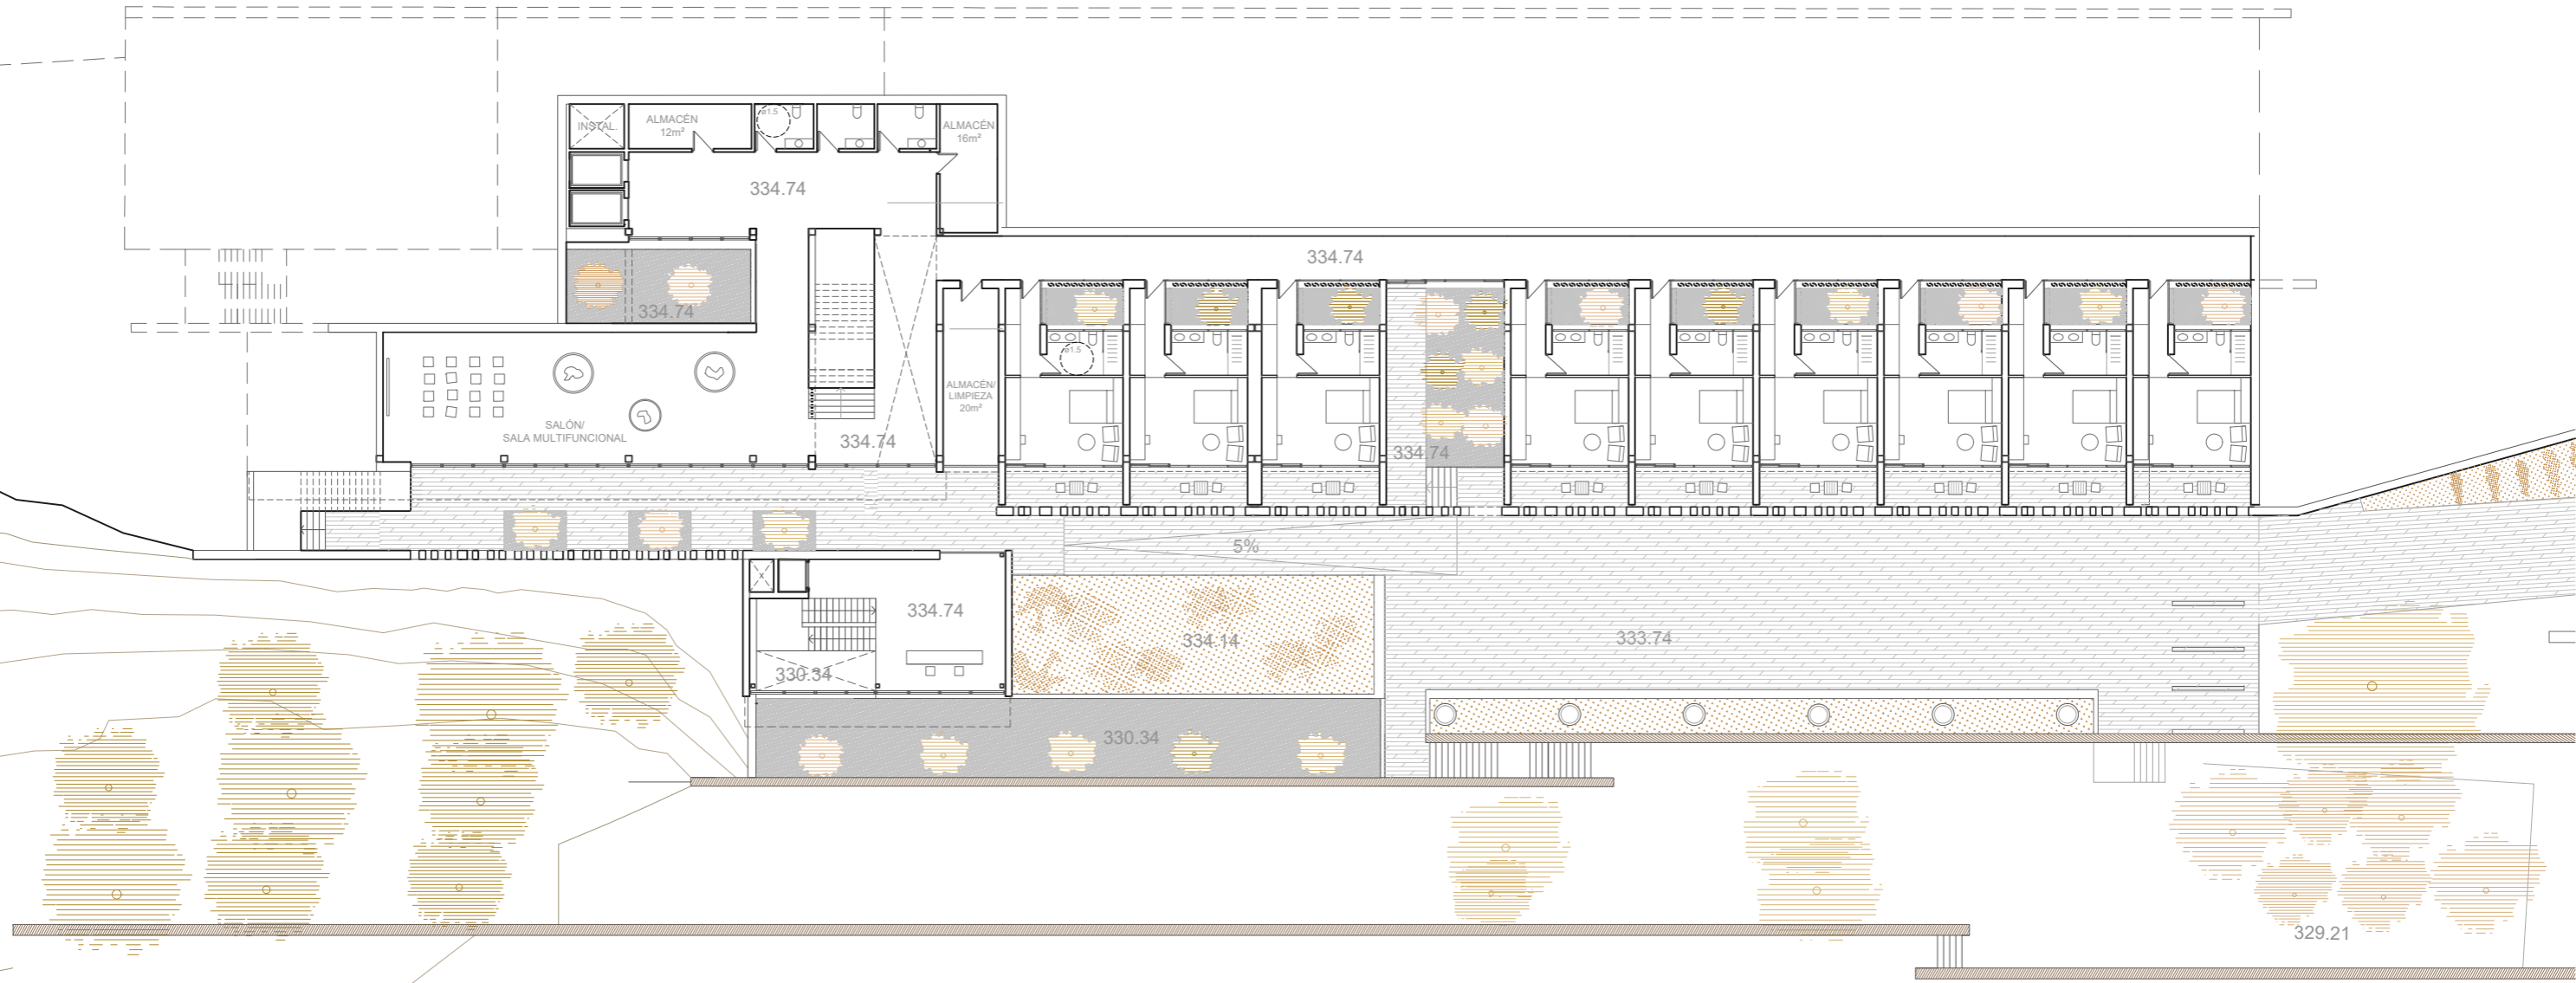 INSTAL.
ALMACÉN
12m²
ø1.5
ALMACÉN
16m²
334.74
334.74
334.74
ø1.5
ALMACÉN/
LIMPIEZA
20m²
SALÓN/
SALA MULTIFUNCIONAL
334.74
334.74
5%
x
334.74
334.14
333.74
330.34
330.34
329.21